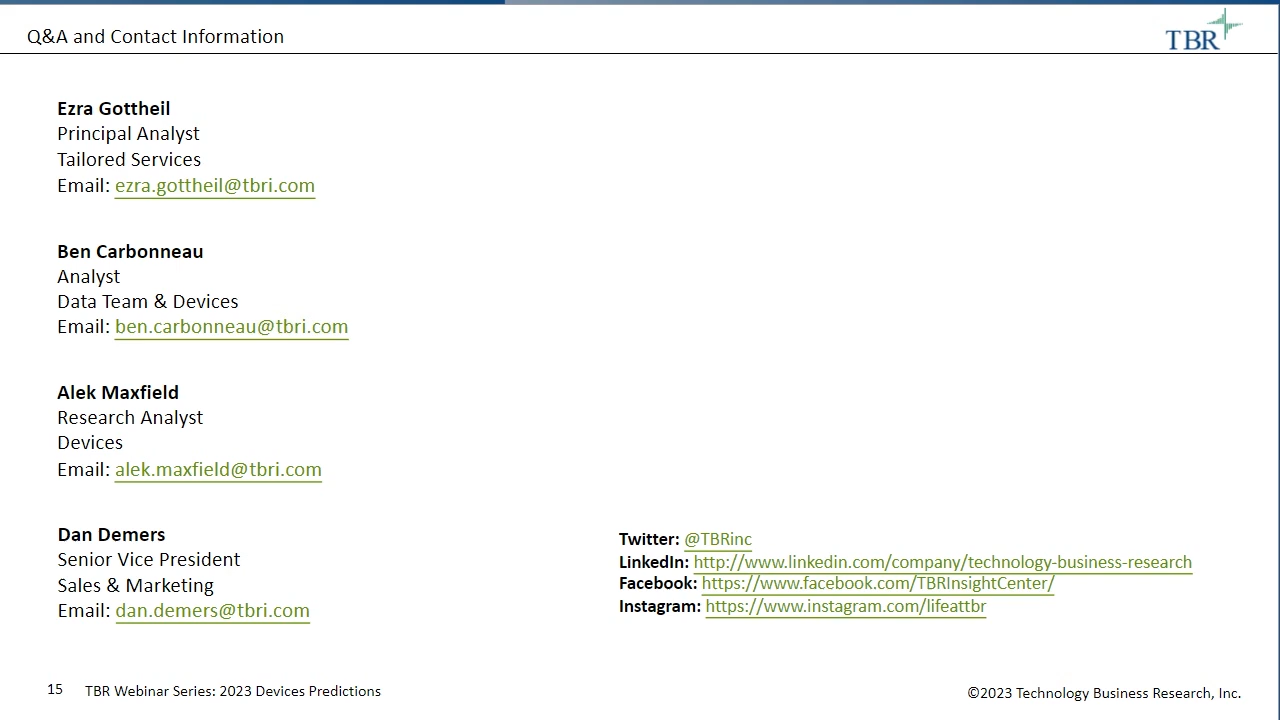 Q&A and Contact Information
TBR
Ezra Gottheil
Principal Analyst
Tailored Services
Email: ezra.gottheil@tbri.com
Ben Carbonneau
Analyst
Data Team & Devices
Email: ben.carbonneau@tbri.com
Alek Maxfield
Research Analyst
Devices
Email: alek.maxfield@tbri.com
Dan Demers
Senior Vice President
Sales & Marketing
Email: dan.demers@tbri.com
Twitter: @TBRinc
LinkedIn: http://www.linkedin.com/company/technology-business-research
Facebook: https://www.facebook.com/TBRInsightCenter/
Instagram: https://www.instagram.com/lifeattbr
15 TBR Webinar Series: 2023 Devices Predictions
©2023 Technology Business Research, Inc.